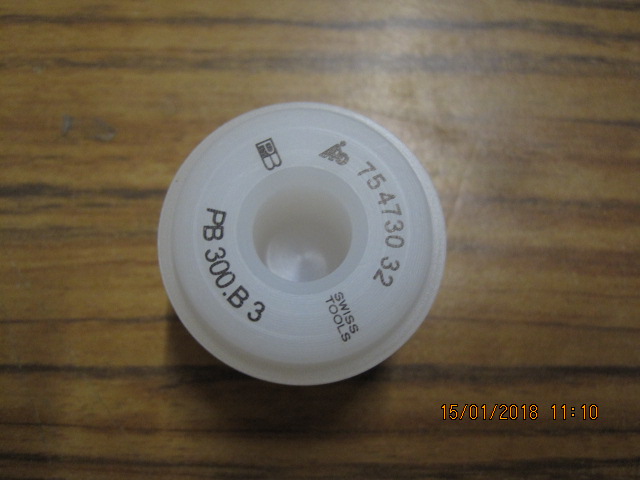 PB
754730 32
PB 300.B 3
SWISS
TOOLS
15/01/2018 11:10